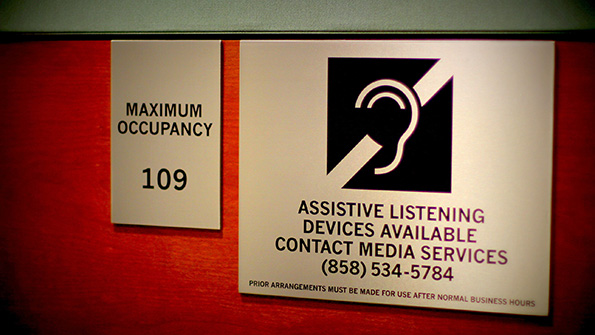 MAXIMUM
OCCUPANCY
109
ASSISTIVE LISTENING
DEVICES AVAILABLE
CONTACT MEDIA SERVICES
(858) 534-5784
PRIOR ARRANGEMENTS MUST BE MADE FOR USE AFTER NORMAL BUSINESS HOURS